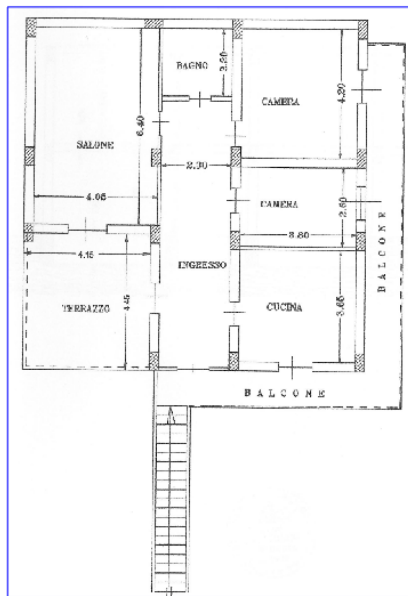 BAGNO
2.20
CAMERA
4.20
6.40
SALONE
2.30
4.05
CAMERA
2.60
3.80
BALCONE
4.15
INGRESSO
TERRAZZO
4.45
CUCINA
3.65
BALCONE